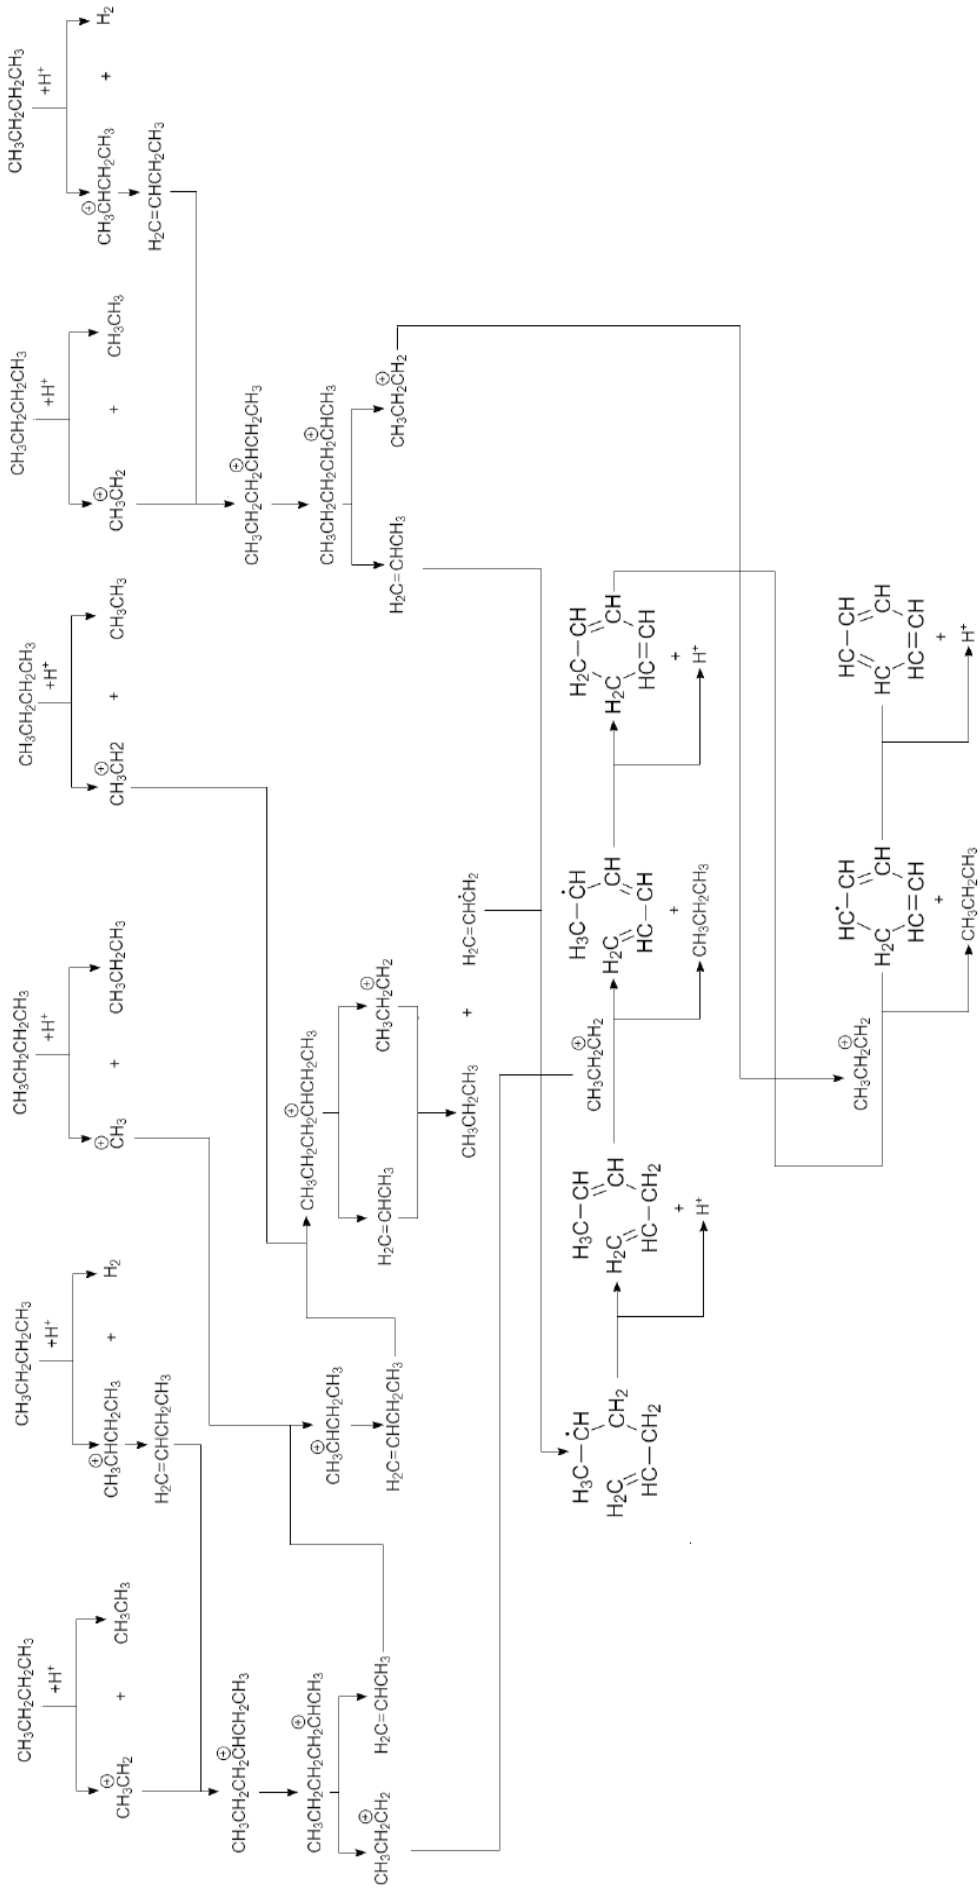 CH3CH2CH2CH3 CH3CH2CH2CH3 CH3CH2CH2CH3 CH3CH2CH2CH3 CH3CH2CH2CH3 CH3CH2CH2CH3
+H+ +H+ +H+ +H+ +H+ +H+
⊕ ⊕ ⊕ ⊕ ⊕ ⊕
CH3CH2 + CH3CH3 CH3CHCH2CH3 + H2 CH3 + CH3CH2CH3 CH3CH2 + CH3CH3 CH3CH2 + CH3CH3 CH3CHCH2CH3 + H2
H2C=CHCH2CH3 H2C=CHCH2CH3
⊕ ⊕
CH3CH2CH2CHCH2CH3 CH3CH2CH2CHCH2CH3
⊕ ⊕ ⊕
CH3CH2CH2CH2CHCH3 CH3CH2CH2CHCH2CH3 CH3CH2CH2CH2CHCH3
⊕
CH3CHCH2CH3
⊕ ⊕ ⊕
CH3CH2CH2 H2C=CHCH3 H2C=CHCH2CH3 H2C=CHCH3 CH3CH2CH2 H2C=CHCH3 CH3CH2CH2
CH3CH2CH3 + H2C=CHCH2
⊕
H3C CH H3C CH CH3CH2CH2 H3C CH H2C CH
H2C CH2 H2C CH H2C CH H2C CH
HC CH2 HC CH2 HC CH HC CH
+ + +
H+ CH3CH2CH3 H+
⊕
CH3CH2CH2 HC CH HC CH
H2C CH HC CH
HC CH HC CH
+ +
CH3CH2CH3 H+